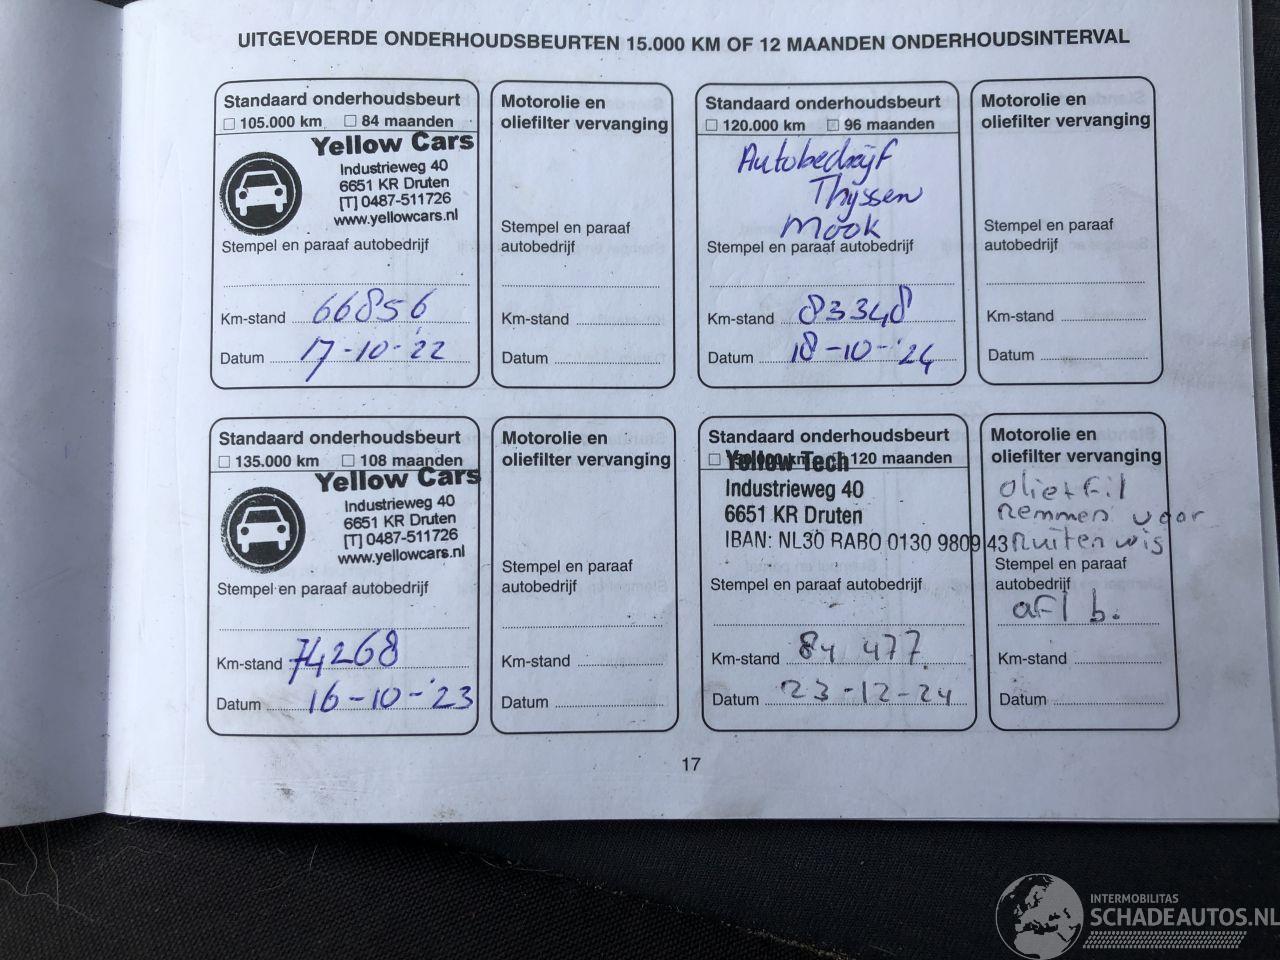 UITGEVOERDE ONDERHOUDSBEURTEN 15.000 KM OF 12 MAANDEN ONDERHOUDSINTERVAL
Standaard onderhoudsbeurt
☐ 105.000 km ☐ 84 maanden
Yellow Cars
Industrieweg 40
6651 KR Druten
[T] 0487-511726
www.yellowcars.nl
Stempel en paraaf autobedrijf
Km-stand 66856
Datum 17-10-'22
Motorolie en
oliefilter vervanging
Stempel en paraaf
autobedrijf
Km-stand
Datum
Standaard onderhoudsbeurt
☐ 120.000 km ☐ 96 maanden
Autobedrijf
Thyssen
Mook
Stempel en paraaf autobedrijf
Km-stand 83348
Datum 18-10-'24
Motorolie en
oliefilter vervanging
Stempel en paraaf
autobedrijf
Km-stand
Datum
Standaard onderhoudsbeurt
☐ 135.000 km ☐ 108 maanden
Yellow Cars
Industrieweg 40
6651 KR Druten
[T] 0487-511726
www.yellowcars.nl
Stempel en paraaf autobedrijf
Km-stand 74268
Datum 16-10-'23
Motorolie en
oliefilter vervanging
Stempel en paraaf
autobedrijf
Km-stand
Datum
Standaard onderhoudsbeurt
☐ km ☐ 120 maanden
Yellow Tech
Industrieweg 40
6651 KR Druten
IBAN: NL30 RABO 0130 9809 43
Stempel en paraaf autobedrijf
Km-stand 84 477
Datum 23-12-24
Motorolie en
oliefilter vervanging
olie+fil
Remmen voor
Ruitenwis
Stempel en paraaf
autobedrijf
afl b.
Km-stand
Datum
17
INTERMOBILITAS
SCHADEAUTOS.NL